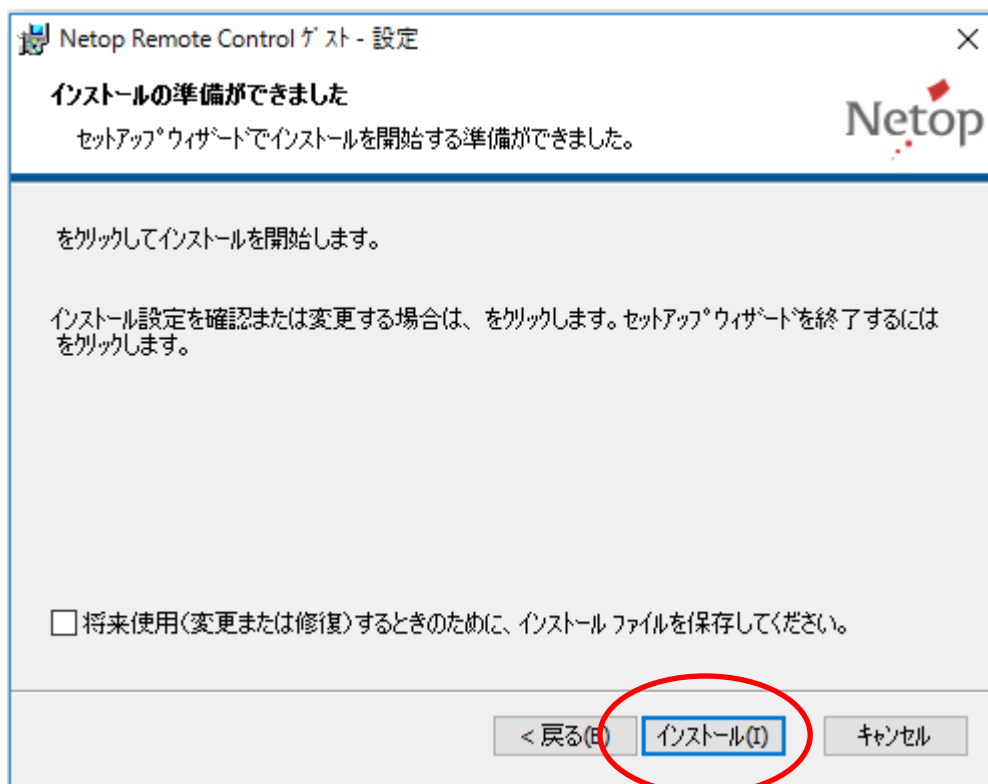 Netop Remote Control ゲスト - 設定
インストールの準備ができました
セットアップ ウィザードでインストールを開始する準備ができました。
Netop
をクリックしてインストールを開始します。
インストール設定を確認または変更する場合は、をクリックします。セットアップ ウィザードを終了するには
をクリックします。
将来使用(変更または修復)するときのために、インストール ファイルを保存してください。
< 戻る(B)
インストール(I)
キャンセル